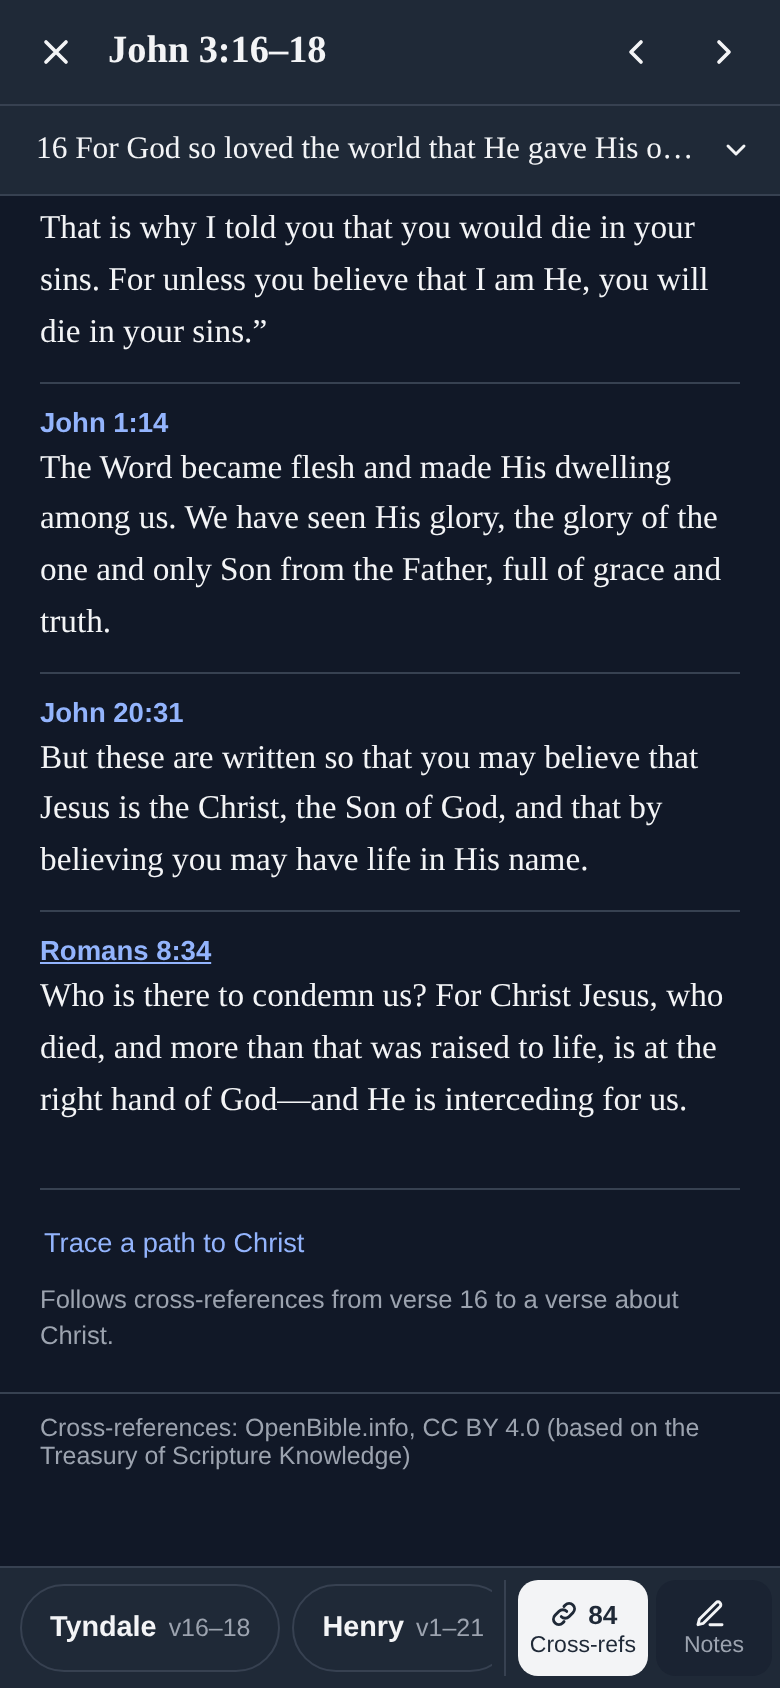 John 3:16–18
16 For God so loved the world that He gave His o…
That is why I told you that you would die in your
sins. For unless you believe that I am He, you will
die in your sins.”
John 1:14
The Word became flesh and made His dwelling
among us. We have seen His glory, the glory of the
one and only Son from the Father, full of grace and
truth.
John 20:31
But these are written so that you may believe that
Jesus is the Christ, the Son of God, and that by
believing you may have life in His name.
Romans 8:34
Who is there to condemn us? For Christ Jesus, who
died, and more than that was raised to life, is at the
right hand of God—and He is interceding for us.
Trace a path to Christ
Follows cross-references from verse 16 to a verse about
Christ.
Cross-references: OpenBible.info, CC BY 4.0 (based on the
Treasury of Scripture Knowledge)
Tyndale v16–18
Henry v1–21
84
Cross-refs
Notes